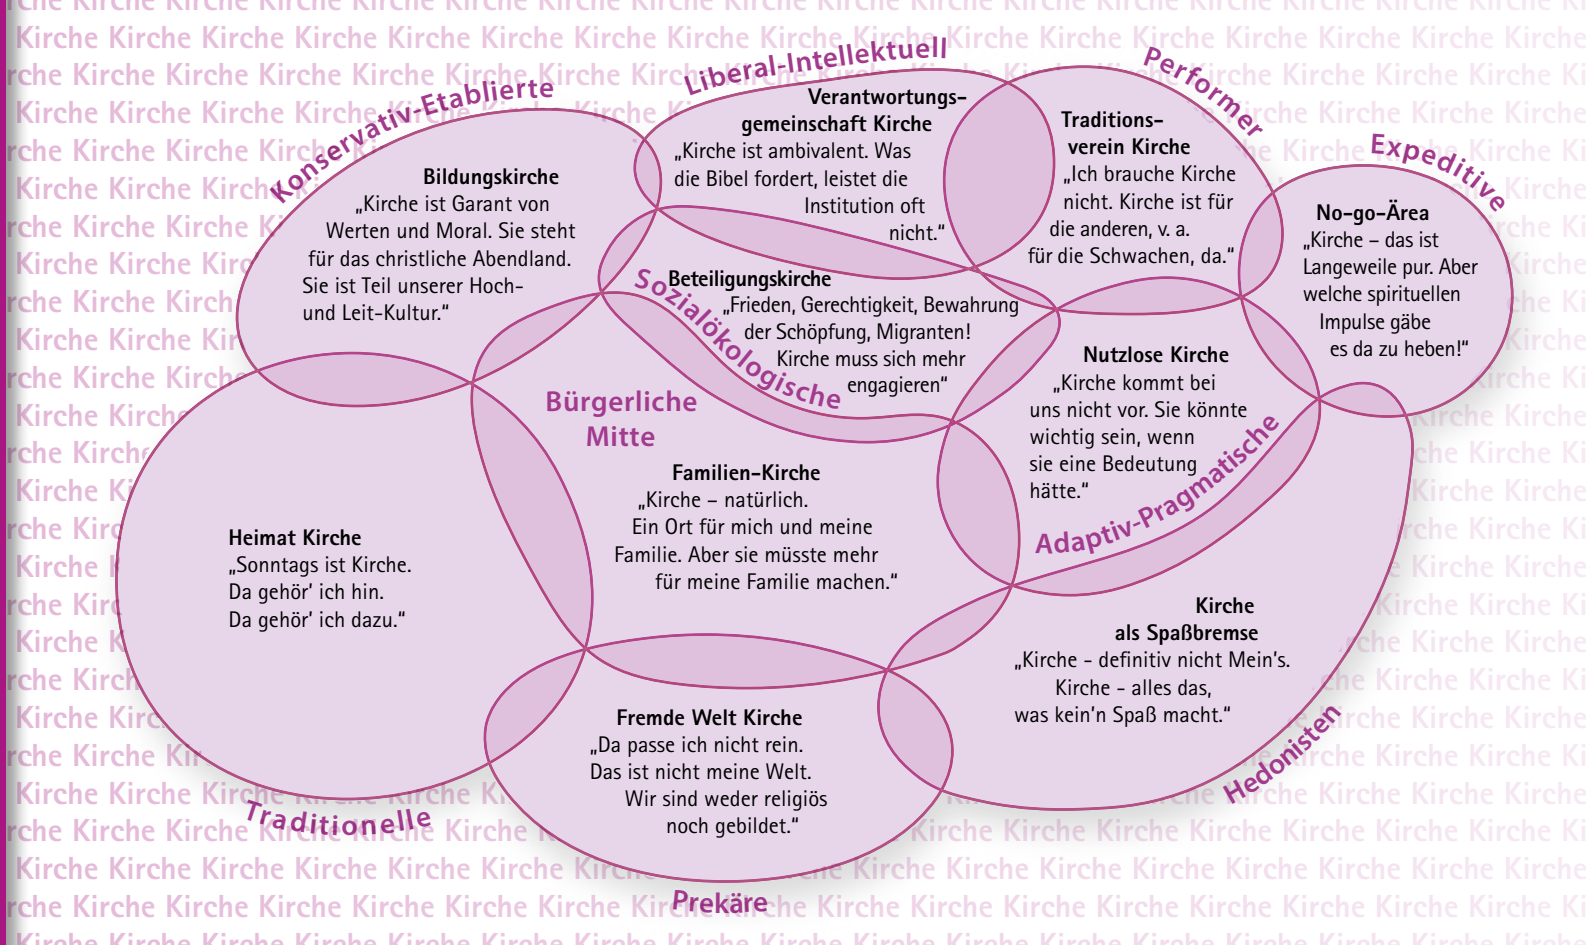 Konservativ-Etablierte
Bildungskirche
„Kirche ist Garant von
Werten und Moral. Sie steht
für das christliche Abendland.
Sie ist Teil unserer Hoch-
und Leit-Kultur.“
Liberal-Intellektuell
Verantwortungs-
gemeinschaft Kirche
„Kirche ist ambivalent. Was
die Bibel fordert, leistet die
Institution oft
nicht.“
Performer
Traditions-
verein Kirche
„Ich brauche Kirche
nicht. Kirche ist für
die anderen, v. a.
für die Schwachen, da.“
Expeditive
No-go-Ärea
„Kirche – das ist
Langeweile pur. Aber
welche spirituellen
Impulse gäbe
es da zu heben!“
Sozialökologische
Beteiligungskirche
„Frieden, Gerechtigkeit, Bewahrung
der Schöpfung, Migranten!
Kirche muss sich mehr
engagieren“
Nutzlose Kirche
„Kirche kommt bei
uns nicht vor. Sie könnte
wichtig sein, wenn
sie eine Bedeutung
hätte.“
Adaptiv-Pragmatische
Bürgerliche
Mitte
Familien-Kirche
„Kirche – natürlich.
Ein Ort für mich und meine
Familie. Aber sie müsste mehr
für meine Familie machen.“
Heimat Kirche
„Sonntags ist Kirche.
Da gehör’ ich hin.
Da gehör’ ich dazu.“
Traditionelle
Kirche
als Spaßbremse
„Kirche - definitiv nicht Mein’s.
Kirche - alles das,
was kein’n Spaß macht.“
Hedonisten
Fremde Welt Kirche
„Da passe ich nicht rein.
Das ist nicht meine Welt.
Wir sind weder religiös
noch gebildet.“
Prekäre